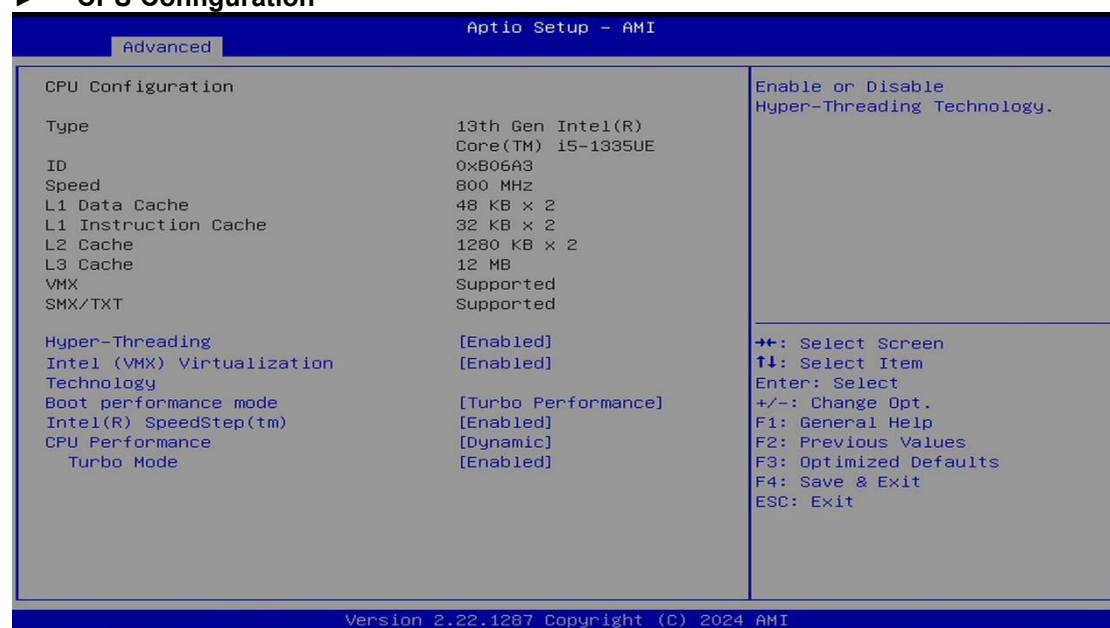 ► CPU Configuration
Aptio Setup – AMI
Advanced
CPU Configuration
Type 13th Gen Intel(R)
Core(TM) i5-1335UE
ID 0xB06A3
Speed 800 MHz
L1 Data Cache 48 KB x 2
L1 Instruction Cache 32 KB x 2
L2 Cache 1280 KB x 2
L3 Cache 12 MB
VMX Supported
SMX/TXT Supported
Hyper-Threading [Enabled]
Intel (VMX) Virtualization [Enabled]
Technology
Boot performance mode [Turbo Performance]
Intel(R) SpeedStep(tm) [Enabled]
CPU Performance [Dynamic]
Turbo Mode [Enabled]
Enable or Disable
Hyper-Threading Technology.
→←: Select Screen
↑↓: Select Item
Enter: Select
+/-: Change Opt.
F1: General Help
F2: Previous Values
F3: Optimized Defaults
F4: Save & Exit
ESC: Exit
Version 2.22.1287 Copyright (C) 2024 AMI